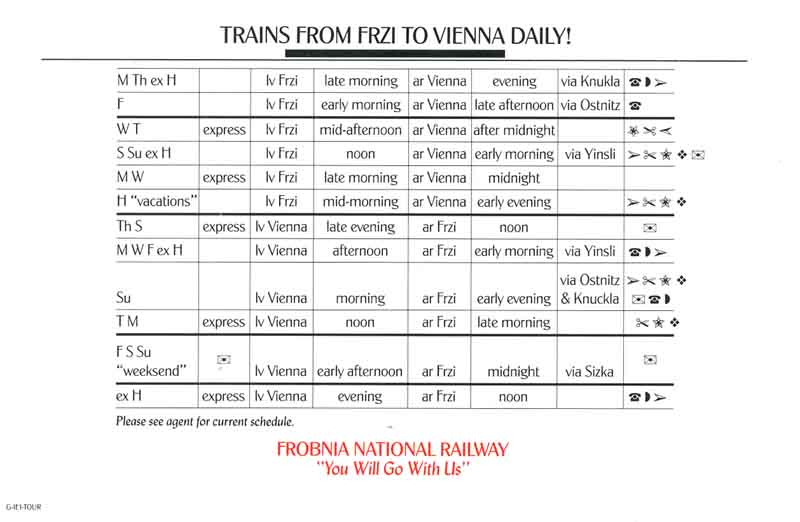 TRAINS FROM FRZI TO VIENNA DAILY!
M Th ex H lv Frzi late morning ar Vienna evening via Knukla ☎ ◗ ➢
F lv Frzi early morning ar Vienna late afternoon via Ostnitz ☎
W T express lv Frzi mid-afternoon ar Vienna after midnight
S Su ex H lv Frzi noon ar Vienna early morning via Yinsli ➢ ✂ ❀ ❖ ✉
M W express lv Frzi late morning ar Vienna midnight
H "vacations" lv Frzi mid-morning ar Vienna early evening ➢ ✂ ❀ ❖
Th S express lv Vienna late evening ar Frzi noon ✉
M W F ex H lv Vienna afternoon ar Frzi early morning via Yinsli ☎ ◗ ➢
via Ostnitz ➢ ✂ ❀ ❖
Su lv Vienna morning ar Frzi early evening & Knuckla ✉ ☎ ◗
T M express lv Vienna noon ar Frzi late morning ✂ ❀ ❖
F S Su ✉ ✉
"weeksend" lv Vienna early afternoon ar Frzi midnight via Sizka
ex H express lv Vienna evening ar Frzi noon ☎ ◗ ➢
Please see agent for current schedule.
FROBNIA NATIONAL RAILWAY
"You Will Go With Us"
G-IE1-TOUR